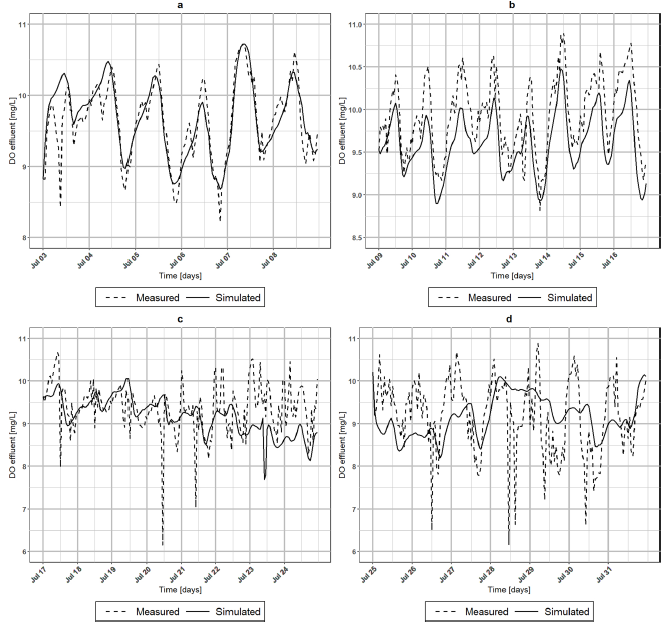 a
DO effluent [mg/L]
11
10
9
8
Jul 03
Jul 04
Jul 05
Jul 06
Jul 07
Jul 08
Time [days]
Measured Simulated
b
DO effluent [mg/L]
11.0
10.5
10.0
9.5
9.0
8.5
Jul 09
Jul 10
Jul 11
Jul 12
Jul 13
Jul 14
Jul 15
Jul 16
Time [days]
Measured Simulated
c
DO effluent [mg/L]
11
10
9
8
7
6
Jul 17
Jul 18
Jul 19
Jul 20
Jul 21
Jul 22
Jul 23
Jul 24
Time [days]
Measured Simulated
d
DO effluent [mg/L]
11
10
9
8
7
6
Jul 25
Jul 26
Jul 27
Jul 28
Jul 29
Jul 30
Jul 31
Time [days]
Measured Simulated